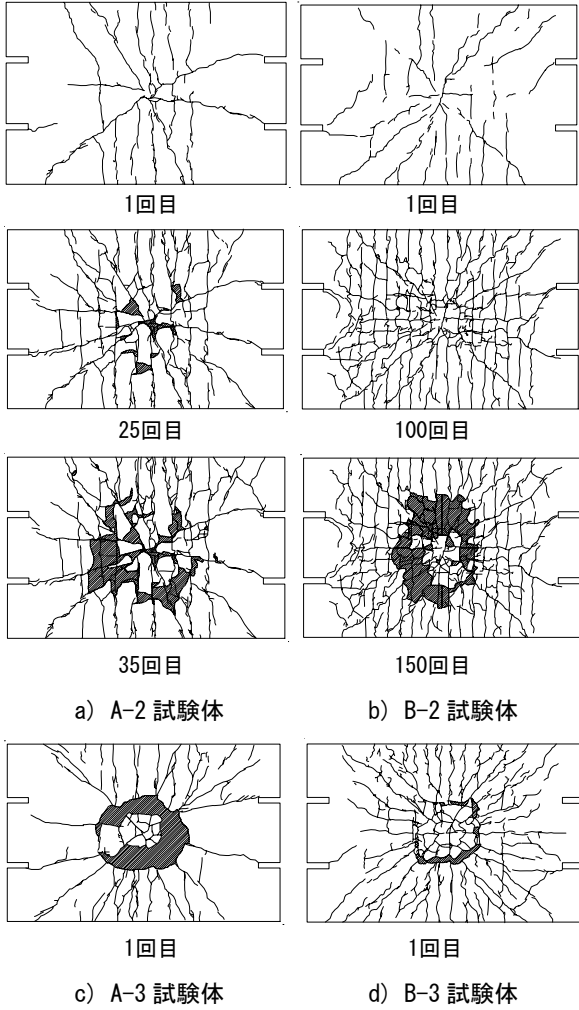 1回目
1回目
25回目
100回目
35回目
150回目
a) A-2 試験体
b) B-2 試験体
1回目
1回目
c) A-3 試験体
d) B-3 試験体